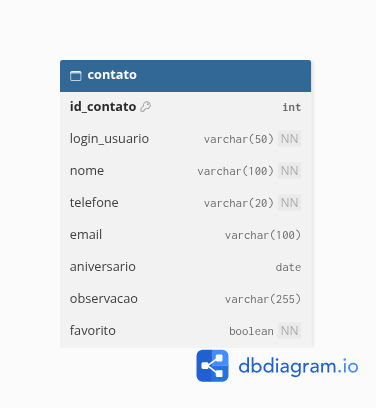 contato
id_contato int
login_usuario varchar(50) NN
nome varchar(100) NN
telefone varchar(20) NN
email varchar(100)
aniversario date
observacao varchar(255)
favorito boolean NN
dbdiagram.io